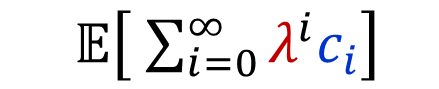 𝔼[ ∑_{i=0}^{∞} λ^i c_i ]